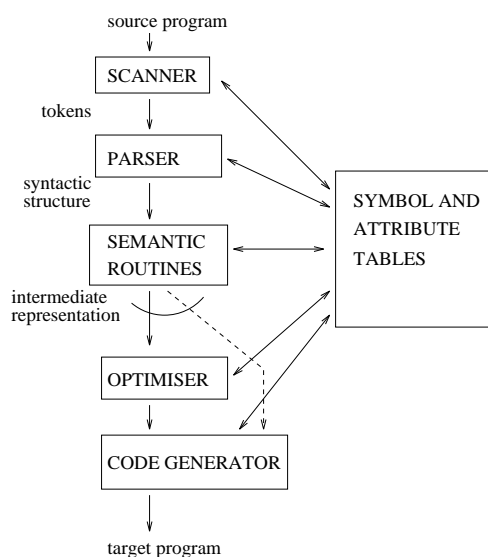 source program
SCANNER
tokens
PARSER
syntactic
structure
SYMBOL AND
ATTRIBUTE
TABLES
SEMANTIC
ROUTINES
intermediate
representation
OPTIMISER
CODE GENERATOR
target program